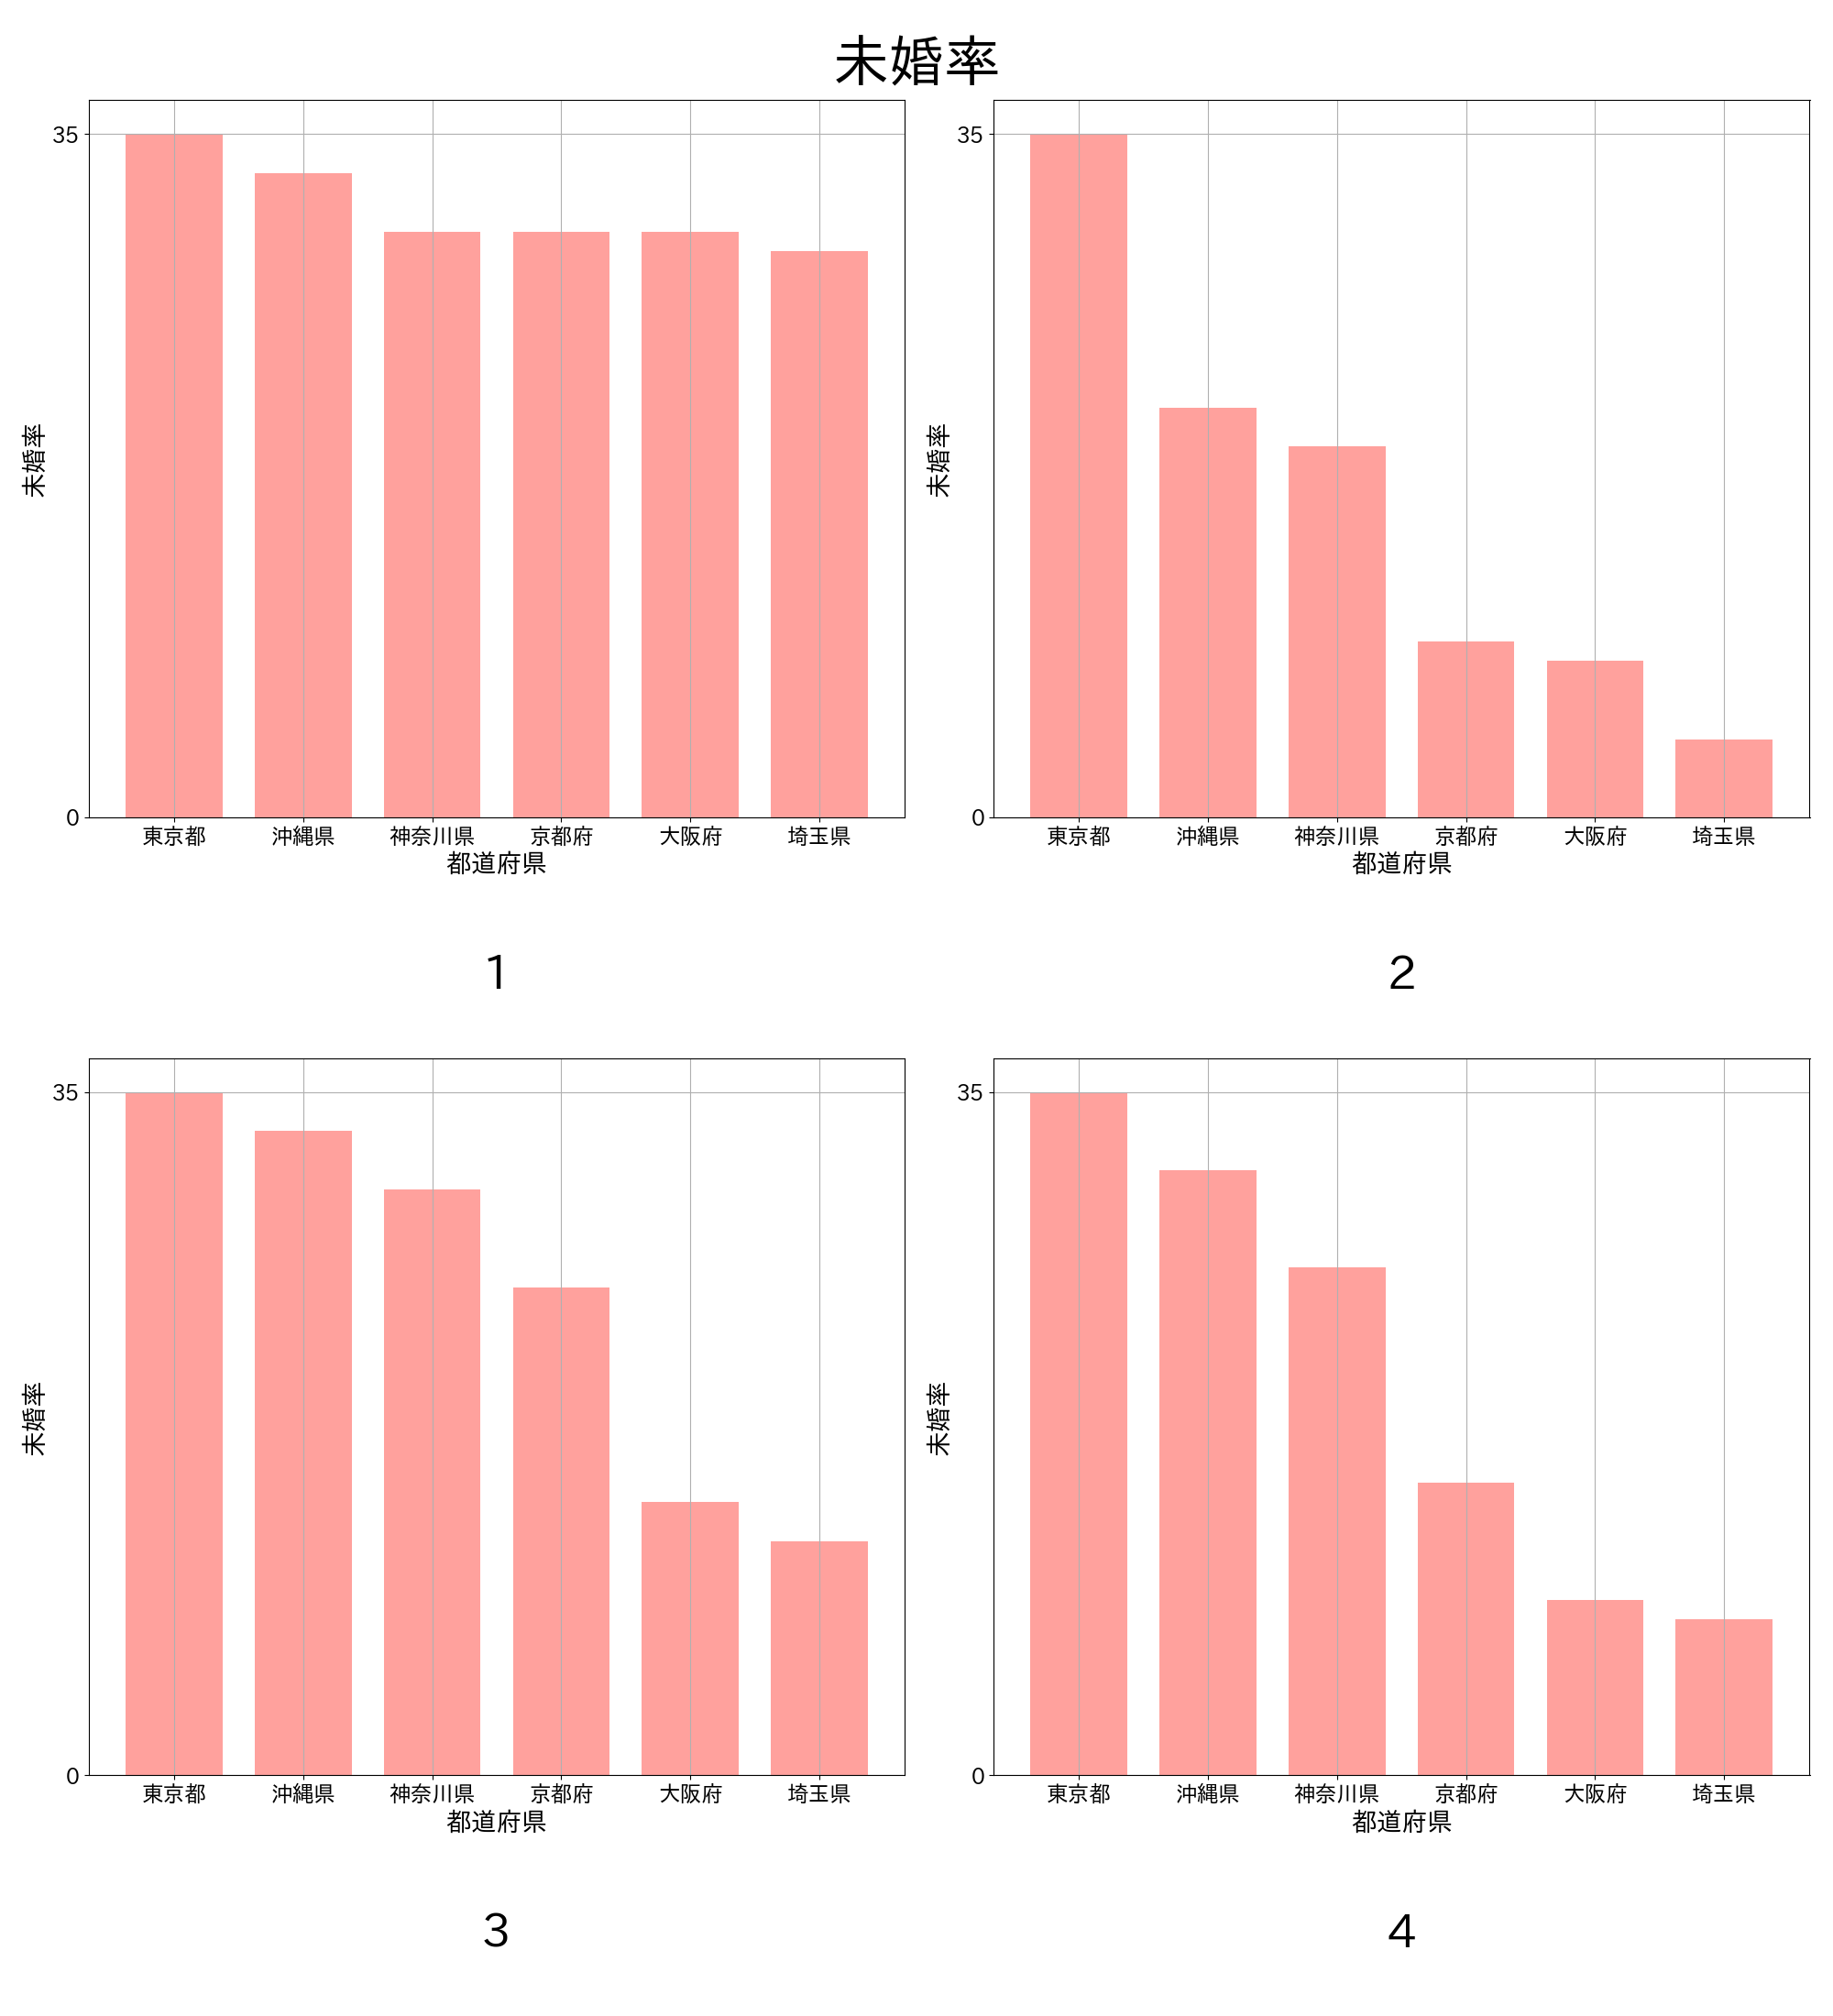 未婚率
35
0
未婚率
東京都 沖縄県 神奈川県 京都府 大阪府 埼玉県
都道府県
1
35
0
未婚率
東京都 沖縄県 神奈川県 京都府 大阪府 埼玉県
都道府県
2
35
0
未婚率
東京都 沖縄県 神奈川県 京都府 大阪府 埼玉県
都道府県
3
35
0
未婚率
東京都 沖縄県 神奈川県 京都府 大阪府 埼玉県
都道府県
4